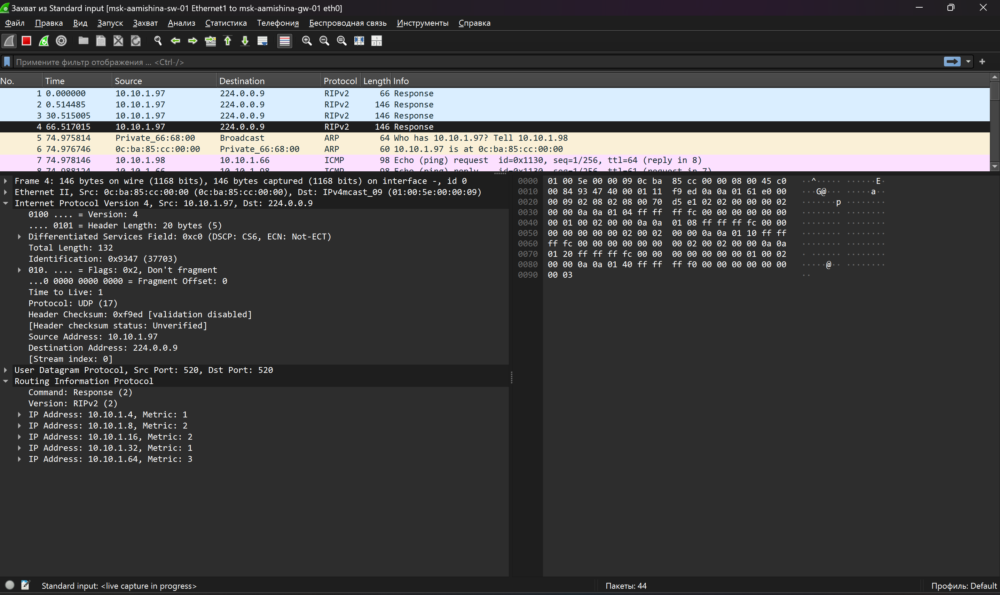 Захват из Standard input [msk-aamishina-sw-01 Ethernet1 to msk-aamishina-gw-01 eth0]
Файл Правка Вид Запуск Захват Анализ Статистика Телефония Беспроводная связь Инструменты Справка
Примените фильтр отображения ... <Ctrl-/>
No. Time Source Destination Protocol Length Info
1 0.000000 10.10.1.97 224.0.0.9 RIPv2 66 Response
2 0.514485 10.10.1.97 224.0.0.9 RIPv2 146 Response
3 30.515005 10.10.1.97 224.0.0.9 RIPv2 146 Response
4 66.517015 10.10.1.97 224.0.0.9 RIPv2 146 Response
5 74.975814 Private_66:68:00 Broadcast ARP 64 Who has 10.10.1.97? Tell 10.10.1.98
6 74.976746 0c:ba:85:cc:00:00 Private_66:68:00 ARP 60 10.10.1.97 is at 0c:ba:85:cc:00:00
7 74.978146 10.10.1.98 10.10.1.66 ICMP 98 Echo (ping) request id=0x1130, seq=1/256, ttl=64 (reply in 8)
8 74.988124 10.10.1.66 10.10.1.98 ICMP 98 Echo (ping) reply id=0x1130, seq=1/256, ttl=61 (request in 7)
Frame 4: 146 bytes on wire (1168 bits), 146 bytes captured (1168 bits) on interface -, id 0
Ethernet II, Src: 0c:ba:85:cc:00:00 (0c:ba:85:cc:00:00), Dst: IPv4mcast_09 (01:00:5e:00:00:09)
Internet Protocol Version 4, Src: 10.10.1.97, Dst: 224.0.0.9
0100 .... = Version: 4
.... 0101 = Header Length: 20 bytes (5)
Differentiated Services Field: 0xc0 (DSCP: CS6, ECN: Not-ECT)
Total Length: 132
Identification: 0x9347 (37703)
010. .... = Flags: 0x2, Don't fragment
...0 0000 0000 0000 = Fragment Offset: 0
Time to Live: 1
Protocol: UDP (17)
Header Checksum: 0xf9ed [validation disabled]
[Header checksum status: Unverified]
Source Address: 10.10.1.97
Destination Address: 224.0.0.9
[Stream index: 0]
User Datagram Protocol, Src Port: 520, Dst Port: 520
Routing Information Protocol
Command: Response (2)
Version: RIPv2 (2)
IP Address: 10.10.1.4, Metric: 1
IP Address: 10.10.1.8, Metric: 2
IP Address: 10.10.1.16, Metric: 2
IP Address: 10.10.1.32, Metric: 1
IP Address: 10.10.1.64, Metric: 3
0000 01 00 5e 00 00 09 0c ba 85 cc 00 00 08 00 45 c0 ··^····· ······E·
0010 00 84 93 47 40 00 01 11 f9 ed 0a 0a 01 61 e0 00 ···G@··· ·····a··
0020 00 09 02 08 02 08 00 70 d5 e1 02 02 00 00 00 02 ·······p ········
0030 00 00 0a 0a 01 04 ff ff ff fc 00 00 00 00 00 00 ········ ········
0040 00 01 00 02 00 00 0a 0a 01 08 ff ff ff fc 00 00 ········ ········
0050 00 00 00 00 00 02 00 02 00 00 0a 0a 01 10 ff ff ········ ········
0060 ff fc 00 00 00 00 00 00 00 02 00 02 00 00 0a 0a ········ ········
0070 01 20 ff ff ff fc 00 00 00 00 00 00 00 01 00 02 · ······ ········
0080 00 00 0a 0a 01 40 ff ff ff f0 00 00 00 00 00 00 ·····@·· ········
0090 00 03 ··
Standard input: <live capture in progress>
Пакеты: 44
Профиль: Default